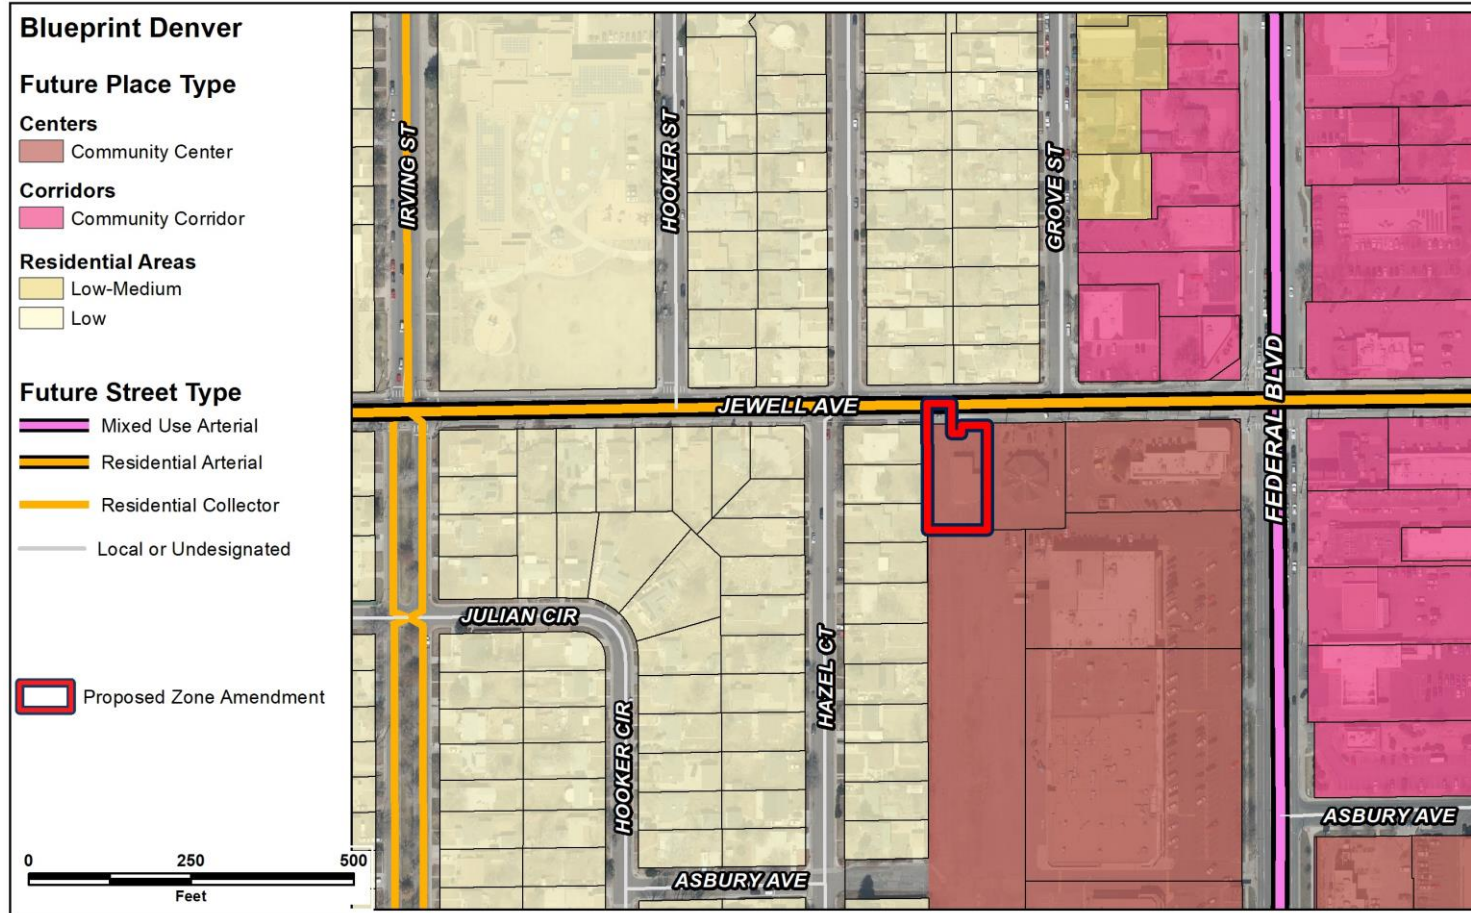 Blueprint Denver
Future Place Type
Centers
Community Center
Corridors
Community Corridor
Residential Areas
Low-Medium
Low
Future Street Type
Mixed Use Arterial
Residential Arterial
Residential Collector
Local or Undesignated
Proposed Zone Amendment
0 250 500
Feet
IRVING ST
HOOKER ST
GROVE ST
JEWELL AVE
FEDERAL BLVD
JULIAN CIR
HOOKER CIR
HAZEL CT
ASBURY AVE
ASBURY AVE